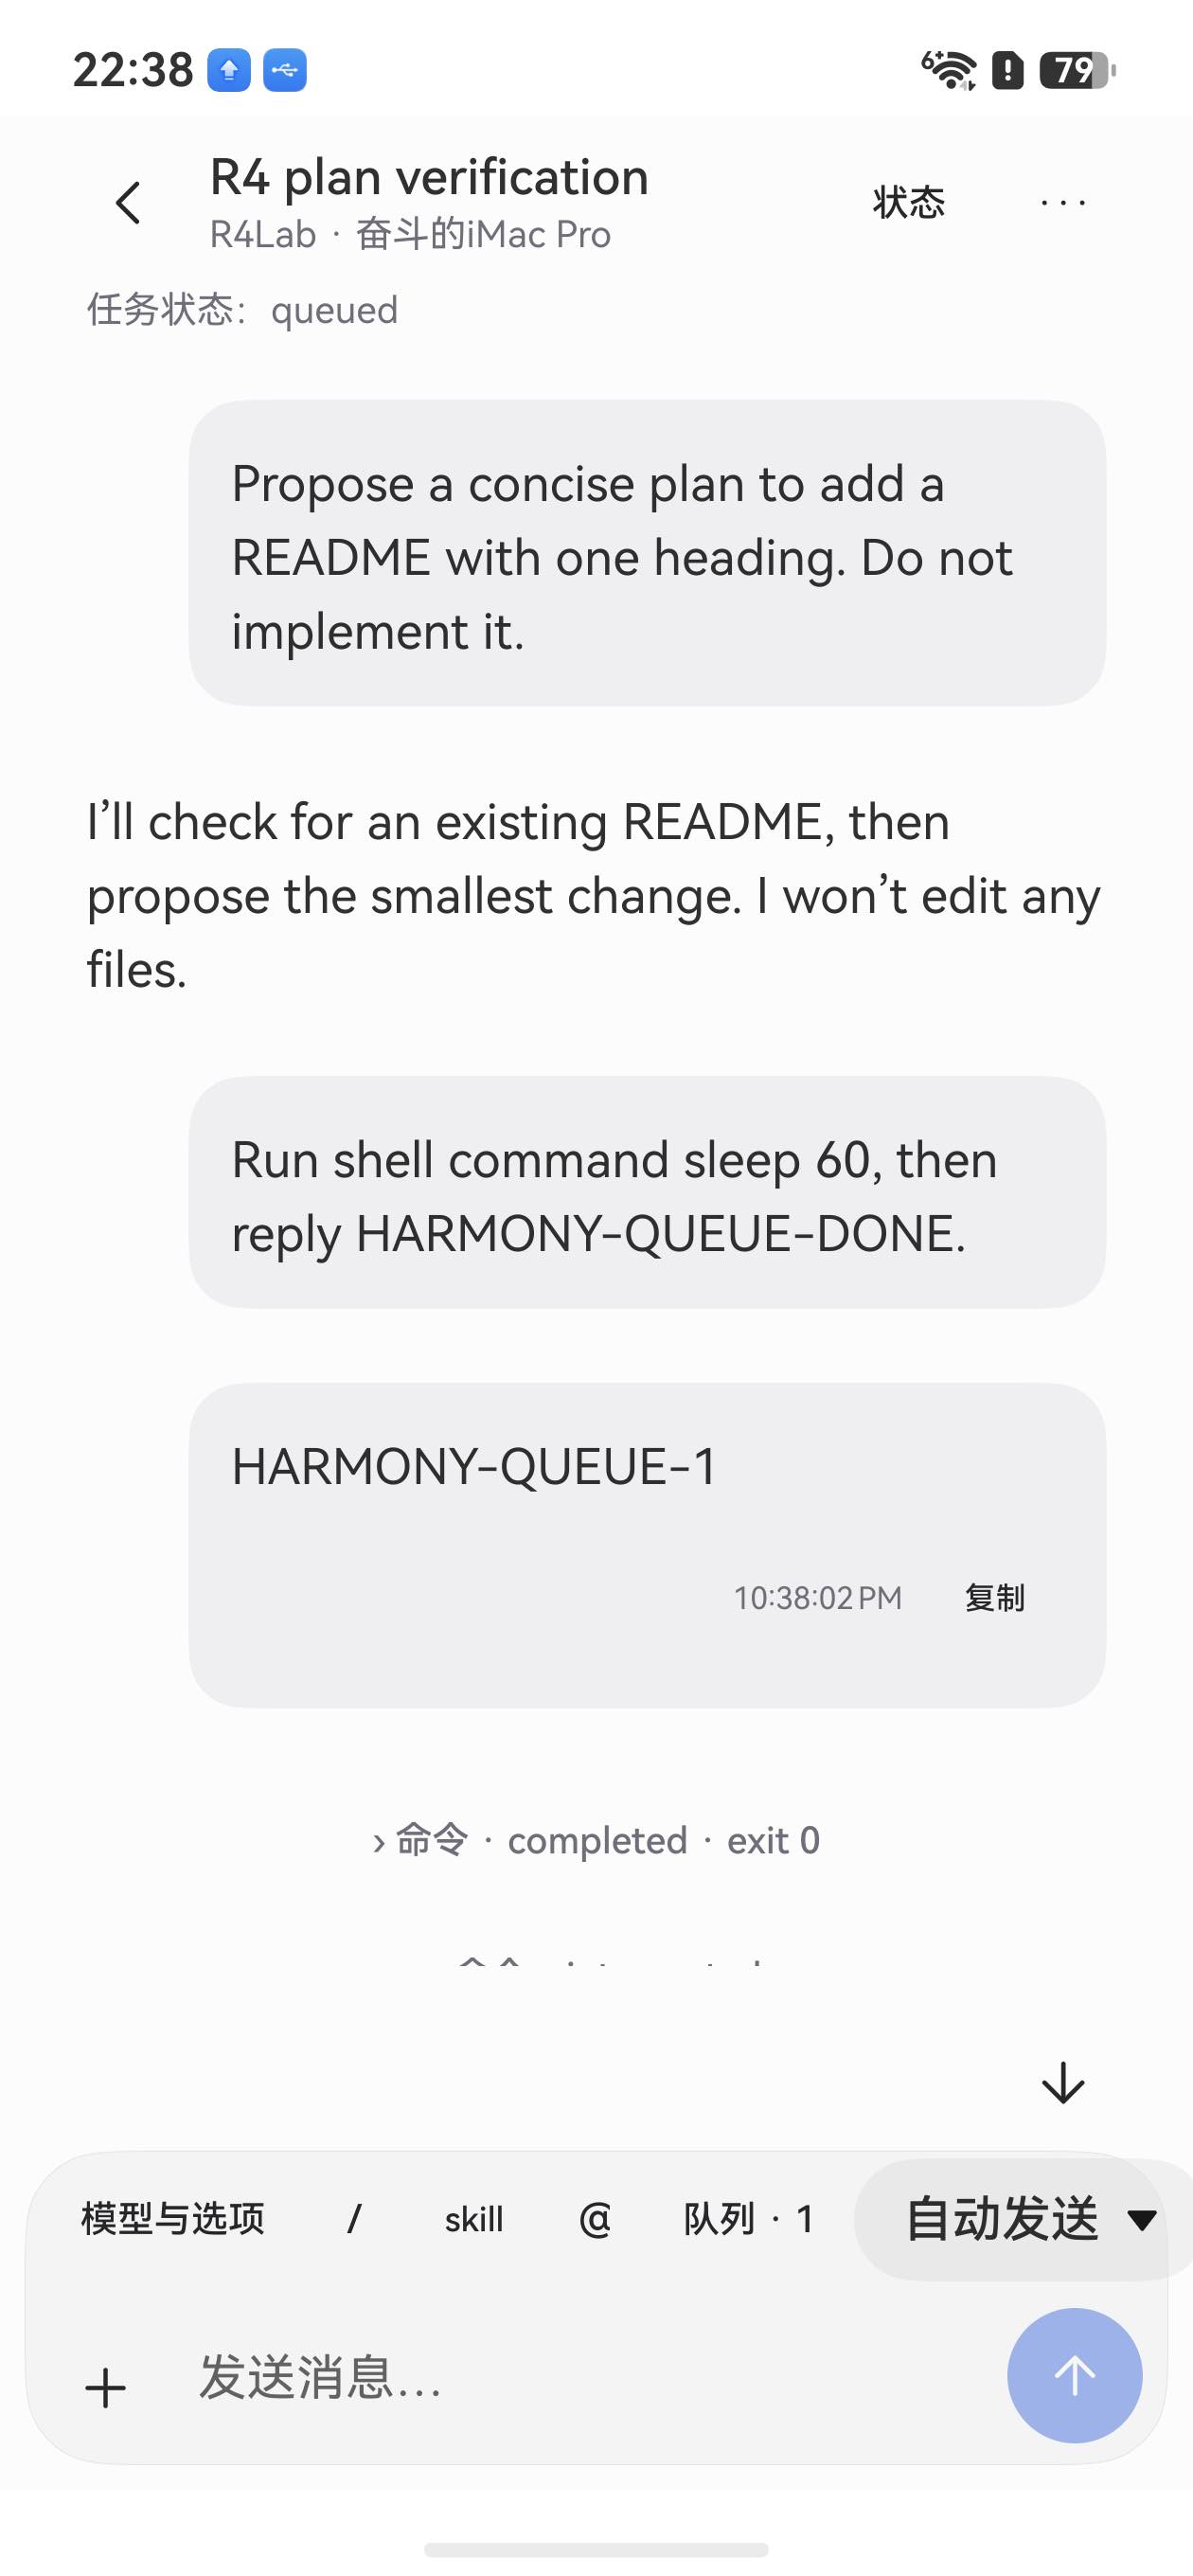 22:38
79
R4 plan verification
状态
···
R4Lab · 奋斗的iMac Pro
任务状态： queued
Propose a concise plan to add a
README with one heading. Do not
implement it.
I’ll check for an existing README, then
propose the smallest change. I won’t edit any
files.
Run shell command sleep 60, then
reply HARMONY-QUEUE-DONE.
HARMONY-QUEUE-1
10:38:02 PM 复制
› 命令 · completed · exit 0
模型与选项 / skill @ 队列 · 1 自动发送
发送消息...